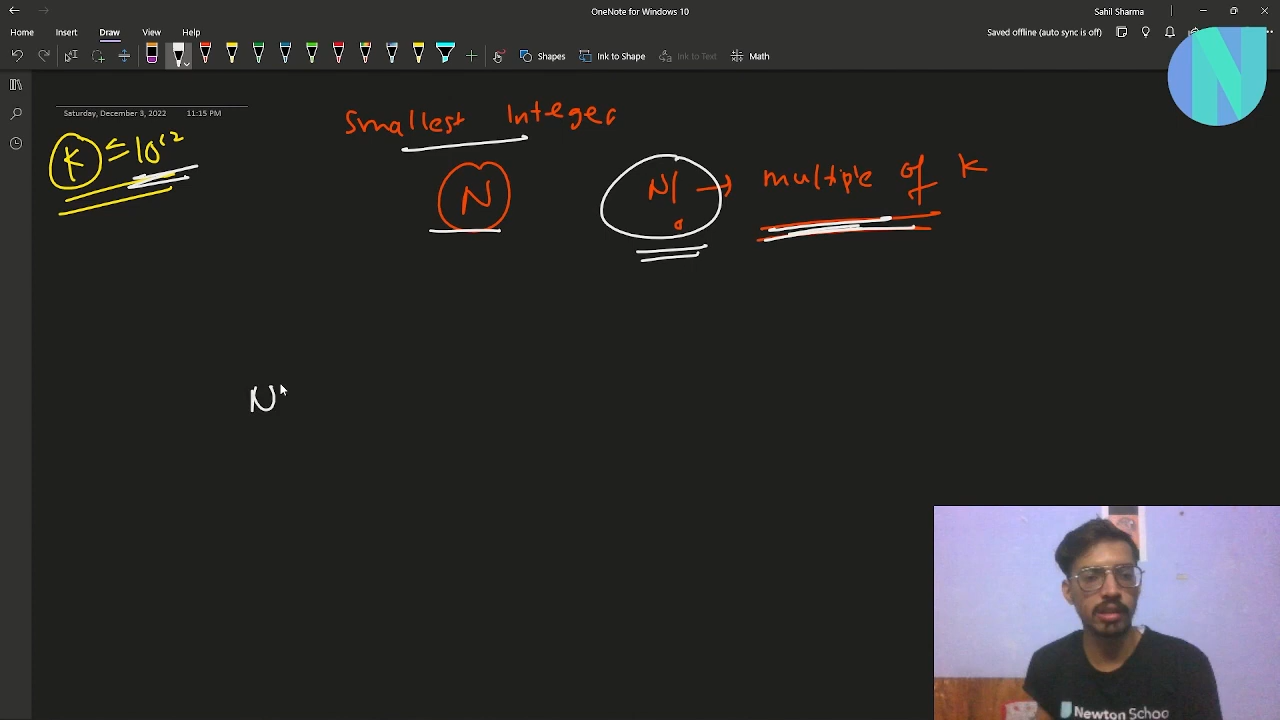 OneNote for Windows 10
Sahil Sharma
Home Insert Draw View Help
Saved offline (auto sync is off)
Shapes Ink to Shape Ink to Text Math
Saturday, December 3, 2022 11:15 PM
Smallest Integer
K ≤ 10^12
N N! → multiple of K
N
Newton School